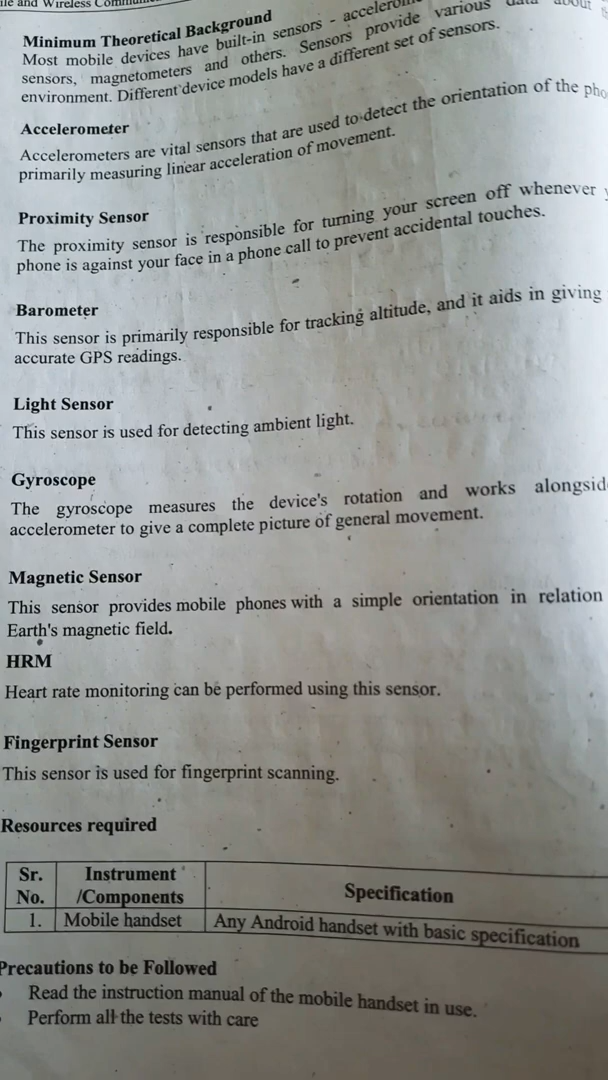 and Wireless
Minimum Theoretical Background
Most mobile devices have built-in sensors -
sensors, magnetometers and others. Sensors provide various data about
environment. Different device models have a different set of sensors.
Accelerometer
Accelerometers are vital sensors that are used to detect the orientation of the
primarily measuring linear acceleration of movement.
Proximity Sensor
The proximity sensor is responsible for turning your screen off whenever
phone is against your face in a phone call to prevent accidental touches.
Barometer
This sensor is primarily responsible for tracking altitude, and it aids in giving
accurate GPS readings.
Light Sensor
This sensor is used for detecting ambient light.
Gyroscope
The gyroscope measures the device's rotation and works
accelerometer to give a complete picture of general movement.
Magnetic Sensor
This sensor provides mobile phones with a simple orientation in relation
Earth's magnetic field.
HRM
Heart rate monitoring can be performed using this sensor.
Fingerprint Sensor
This sensor is used for fingerprint scanning.
Resources required
Sr. No. Instrument /Components Specification
1. Mobile handset Any Android handset with basic specification
Precautions to be Followed
Read the instruction manual of the mobile handset in use.
Perform all the tests with care